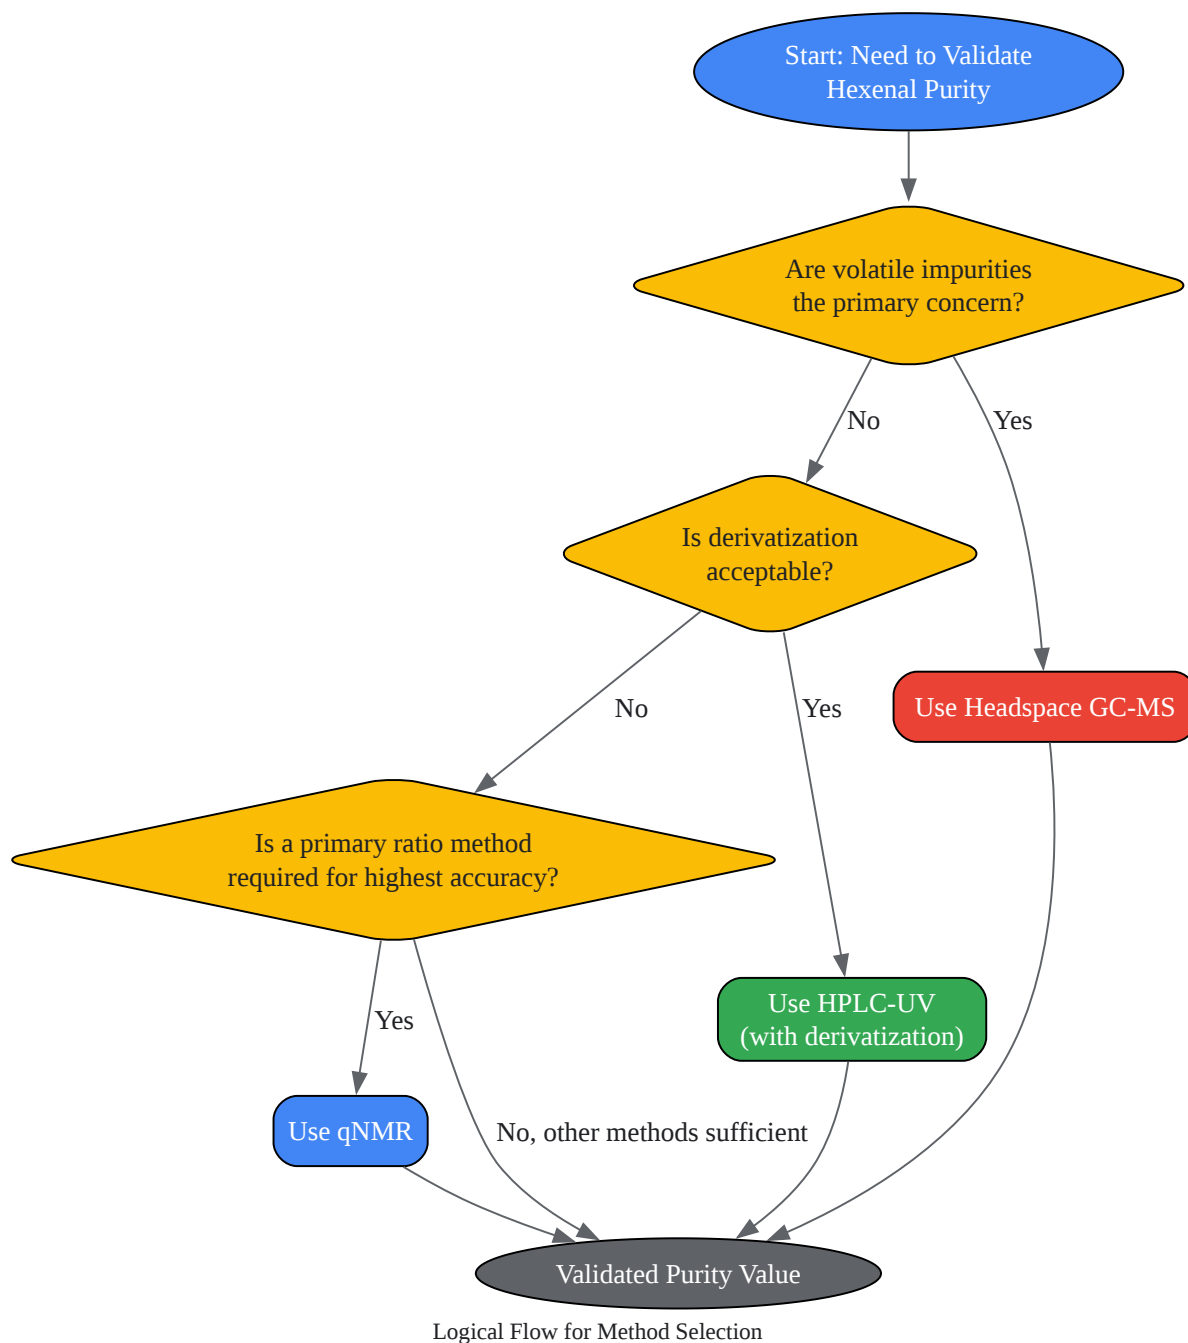 Start: Need to Validate
Hexenal Purity
Are volatile impurities
the primary concern?
No
Yes
Is derivatization
acceptable?
No
Yes
Use Headspace GC-MS
Is a primary ratio method
required for highest accuracy?
Use HPLC-UV
(with derivatization)
Yes
Use qNMR
No, other methods sufficient
Validated Purity Value
Logical Flow for Method Selection